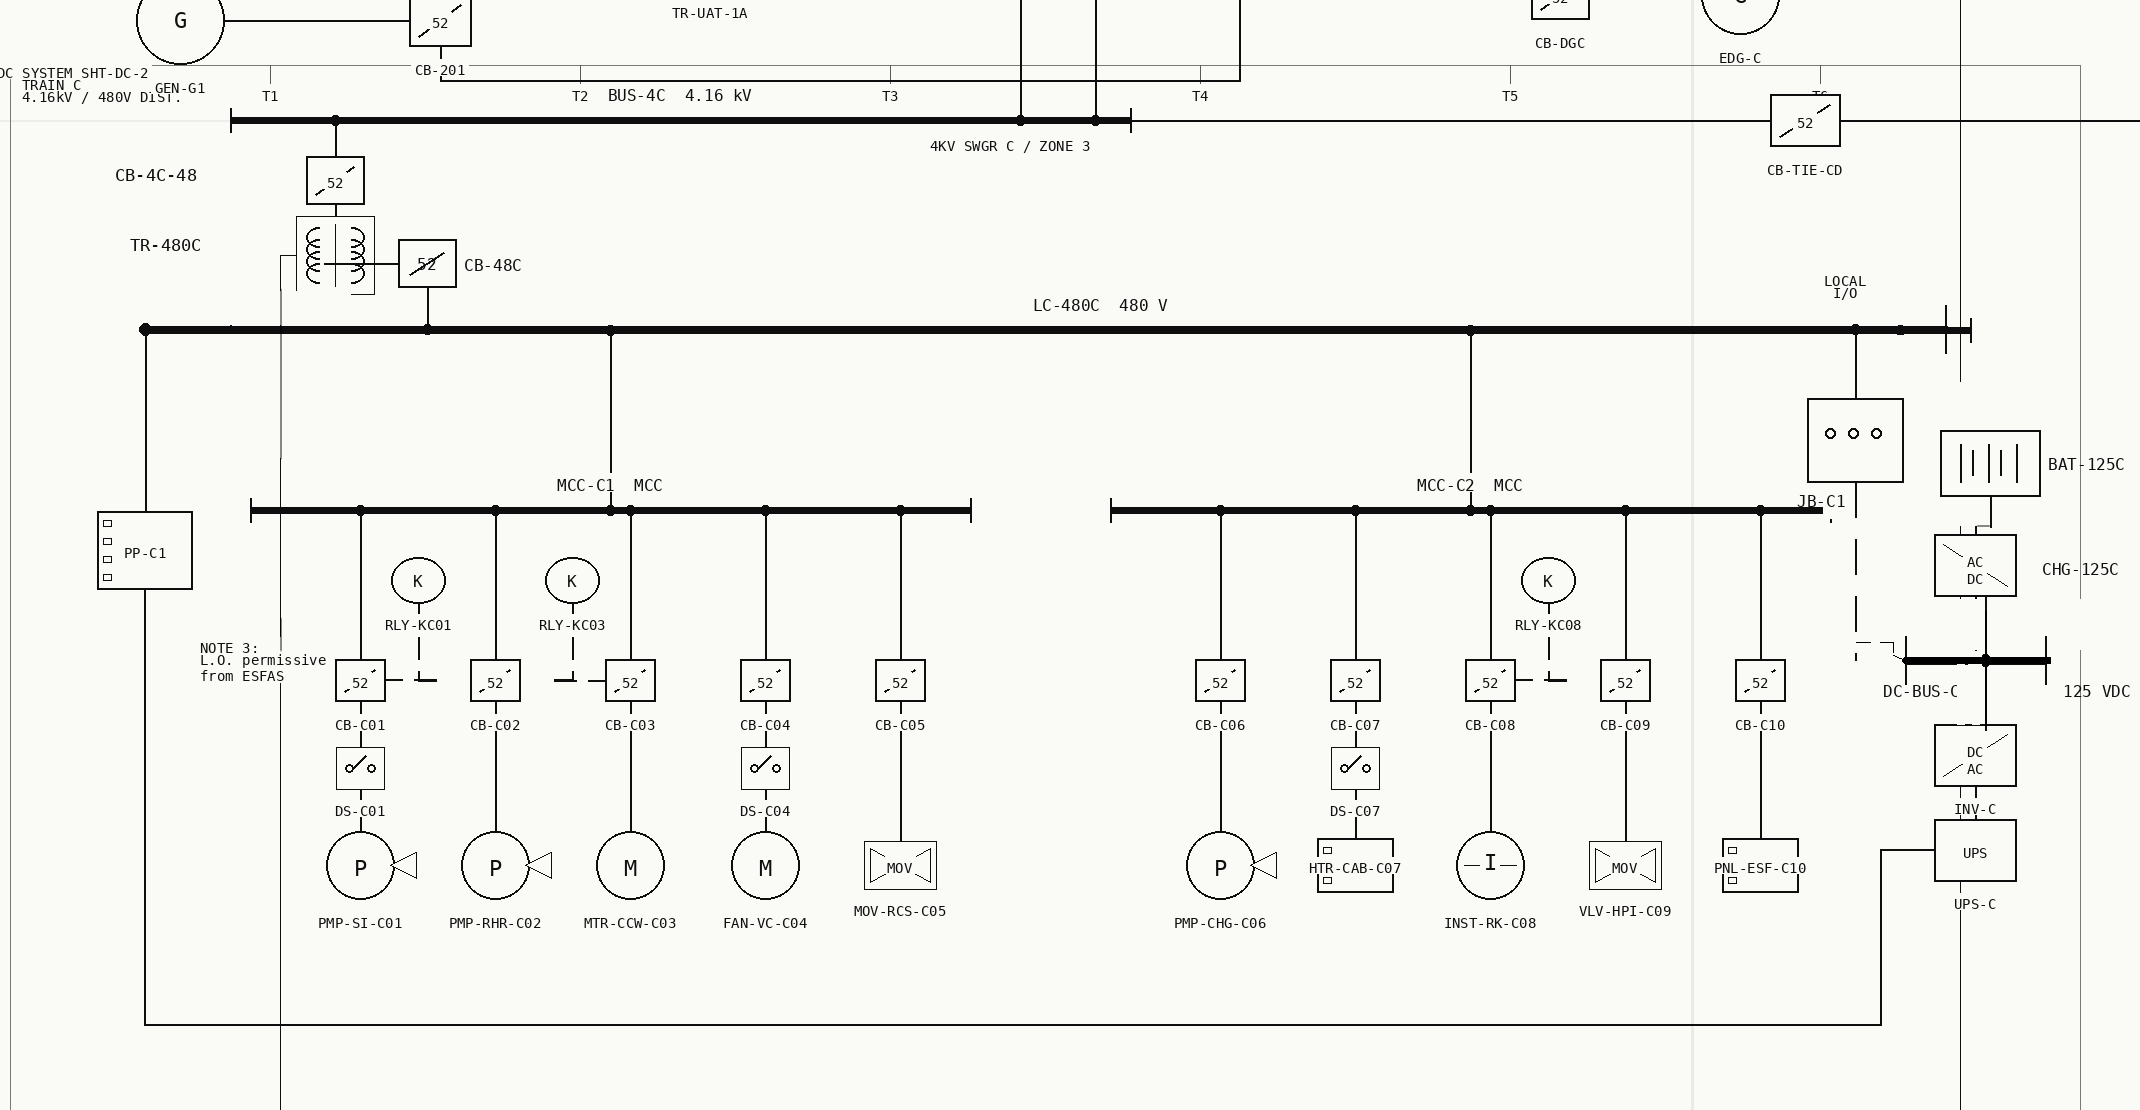 G
52
TR-UAT-1A
52
CB-DGC
EDG-C
CB-201
DC SYSTEM SHT-DC-2
TRAIN C
4.16kV / 480V DIST.
GEN-G1
T1
T2
BUS-4C 4.16 kV
T3
T4
T5
52
CB-TIE-CD
4KV SWGR C / ZONE 3
CB-4C-48
52
TR-480C
52
CB-48C
LOCAL
I/O
LC-480C 480 V
BAT-125C
MCC-C1 MCC
MCC-C2 MCC
JB-C1
PP-C1
AC
DC
CHG-125C
K
K
K
RLY-KC01
RLY-KC03
RLY-KC08
NOTE 3:
L.O. permissive
from ESFAS
52
52
52
52
52
52
52
52
52
52
DC-BUS-C
125 VDC
CB-C01
CB-C02
CB-C03
CB-C04
CB-C05
CB-C06
CB-C07
CB-C08
CB-C09
CB-C10
DC
AC
INV-C
DS-C01
DS-C04
DS-C07
P
P
M
M
MOV
P
HTR-CAB-C07
I
MOV
PNL-ESF-C10
UPS
UPS-C
PMP-SI-C01
PMP-RHR-C02
MTR-CCW-C03
FAN-VC-C04
MOV-RCS-C05
PMP-CHG-C06
INST-RK-C08
VLV-HPI-C09